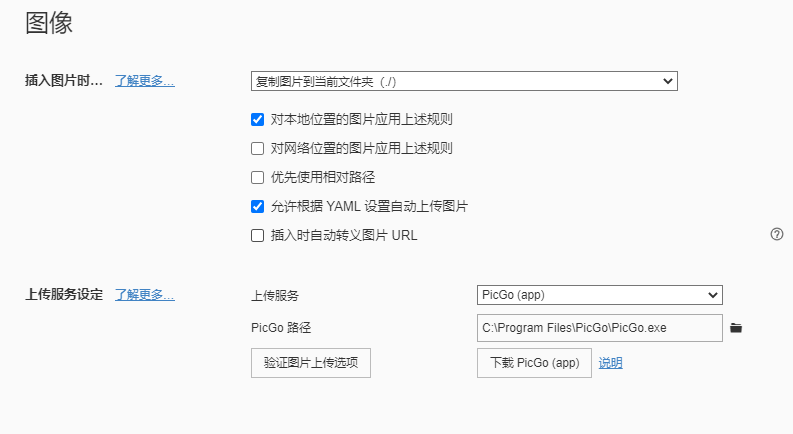 图像
插入图片时… 了解更多… 复制图片到当前文件夹（./）
对本地位置的图片应用上述规则
对网络位置的图片应用上述规则
优先使用相对路径
允许根据 YAML 设置自动上传图片
插入时自动转义图片 URL
上传服务设定 了解更多… 上传服务 PicGo (app)
PicGo 路径 C:\Program Files\PicGo\PicGo.exe
验证图片上传选项 下载 PicGo (app) 说明